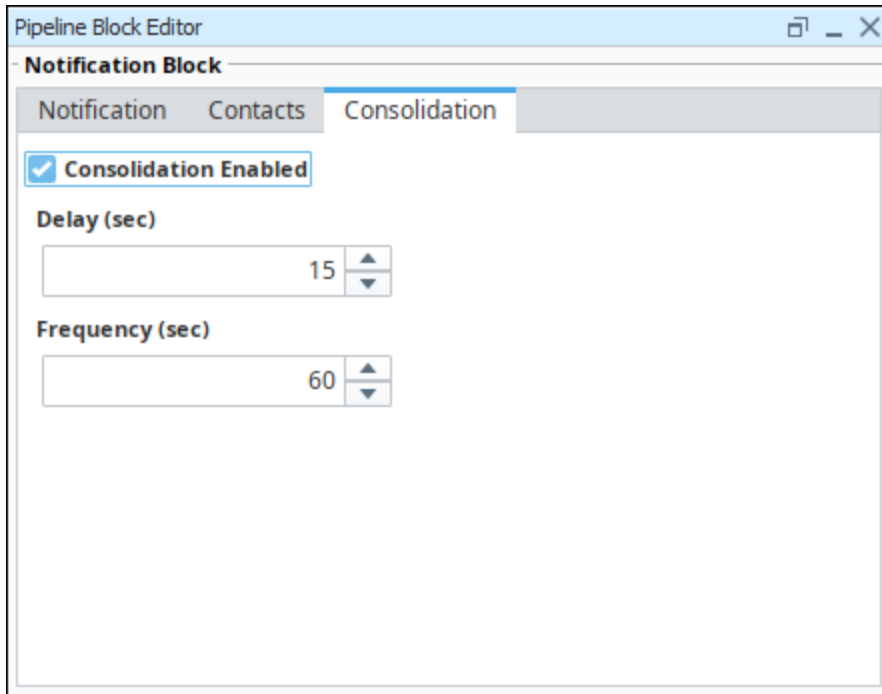 Pipeline Block Editor
Notification Block
Notification Contacts Consolidation
Consolidation Enabled
Delay (sec)
15
Frequency (sec)
60